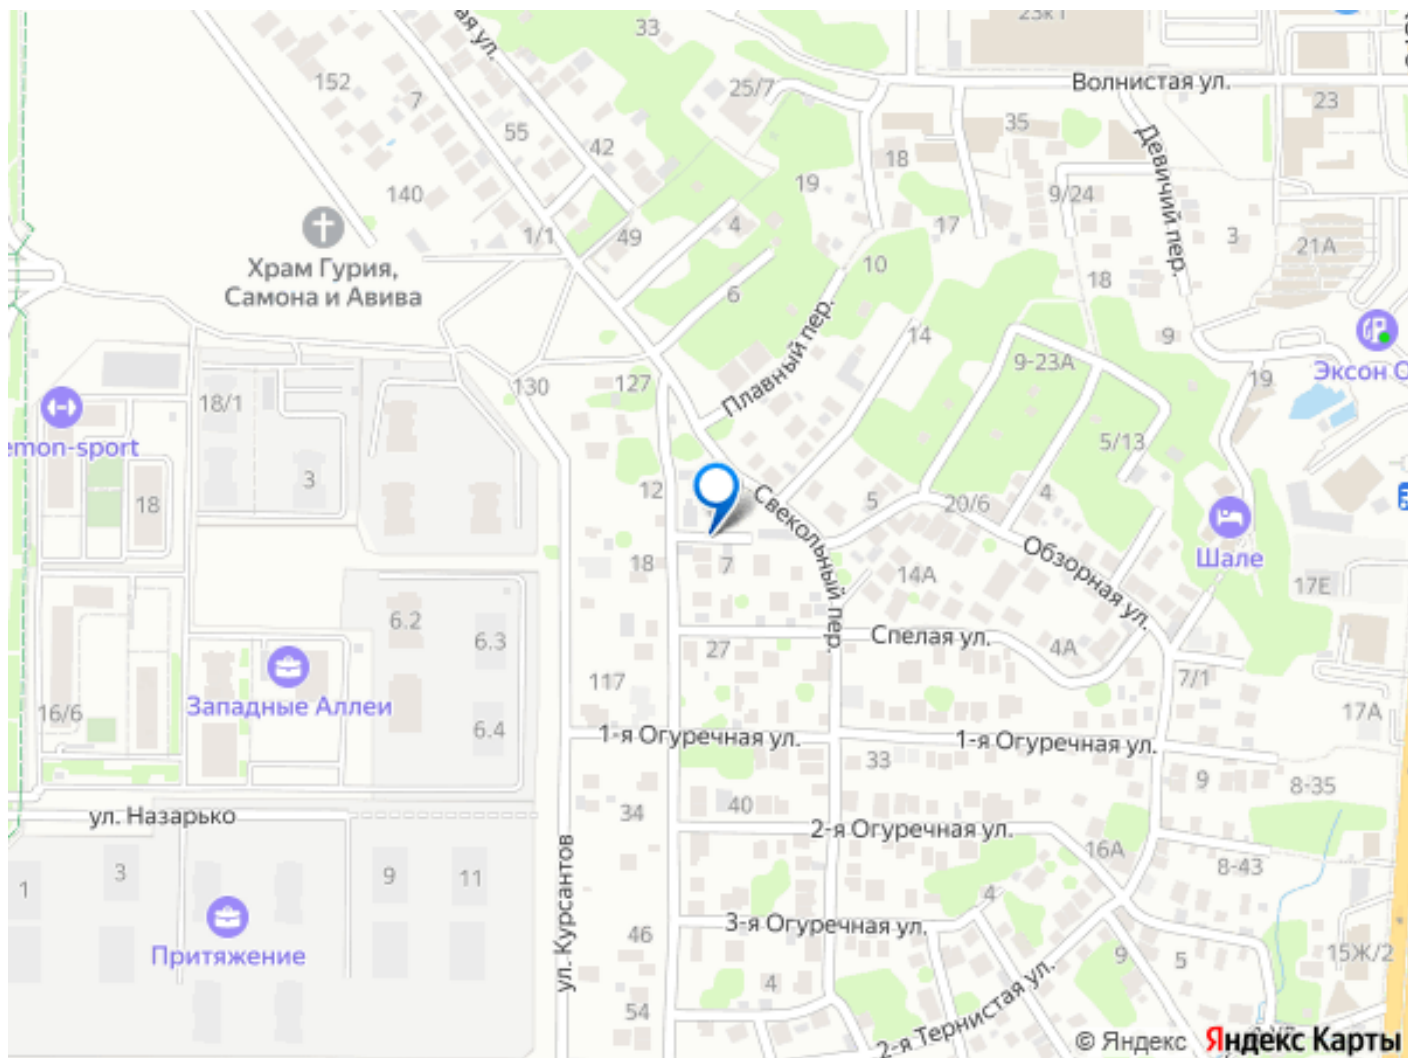 ая ул.
33
23к1
152
7
25/7
Волнистая ул.
23
55
42
35
Девичий пер.
18
140
19
9/24
17
4
1/1
49
3
21А
Храм Гурия,
Самона и Авива
10
6
18
14
9
Плавный пер.
9-23А
Эксон О
130
127
19
18/1
emon-sport
5/13
3
12
18
Свекольный пер.
5
20/6
4
Обзорная ул.
Шале
18
7
14А
17Е
6.2
6.3
Спелая ул.
27
4А
117
7/1
Западные Аллеи
16/6
17А
6.4
1-я Огуречная ул.
1-я Огуречная ул.
33
9
8-35
ул. Назарько
34
40
2-я Огуречная ул.
16А
8-43
1
3
9
11
ул. Курсантов
4
3-я Огуречная ул.
46
Притяжение
9
5
15Ж/2
4
2-я Тернистая ул.
54
© Яндекс Яндекс Карты